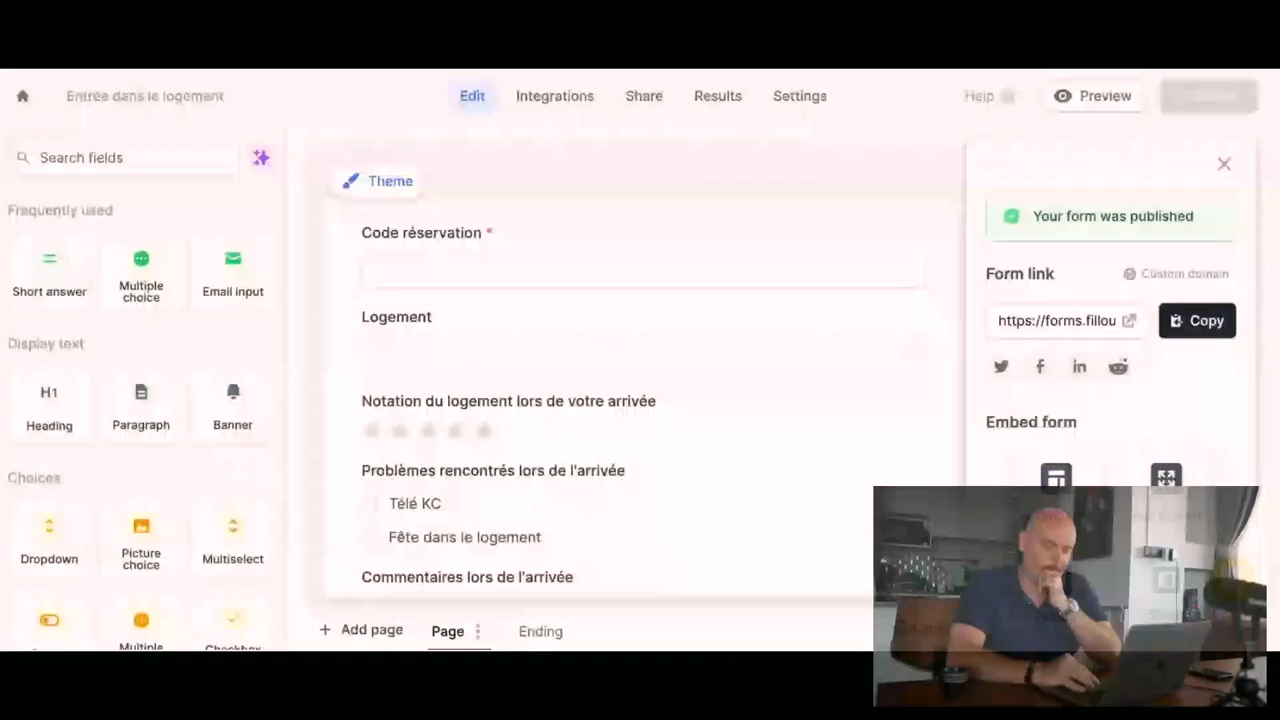 Entrée dans le logement
Edit
Integrations
Share
Results
Settings
Help
Preview
Search fields
Theme
Frequently used
Short answer
Multiple
choice
Email input
Display text
H1
Heading
Paragraph
Banner
Choices
Dropdown
Picture
choice
Multiselect
Multiple
Checkbox
Code réservation *
Logement
Notation du logement lors de votre arrivée
Problèmes rencontrés lors de l'arrivée
Télé KC
Fête dans le logement
Commentaires lors de l'arrivée
+ Add page
Page
Ending
Your form was published
Form link
Custom domain
https://forms.fillou
Copy
Embed form